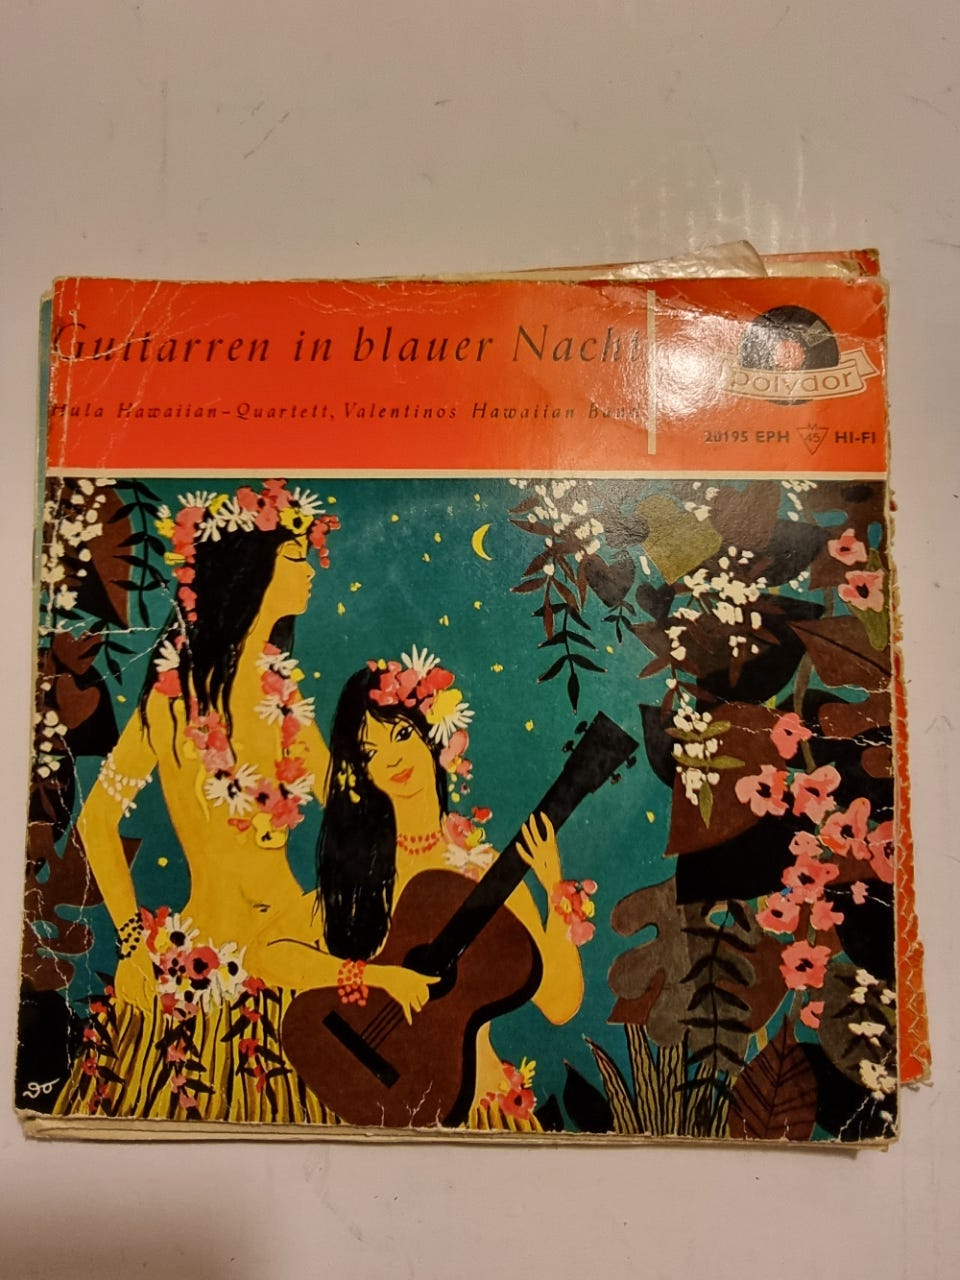 Guitarren in blauer Nacht
Hula Hawaiian-Quartett, Valentinos Hawaiian Band
polydor
20195 EPH M 45 HI-FI